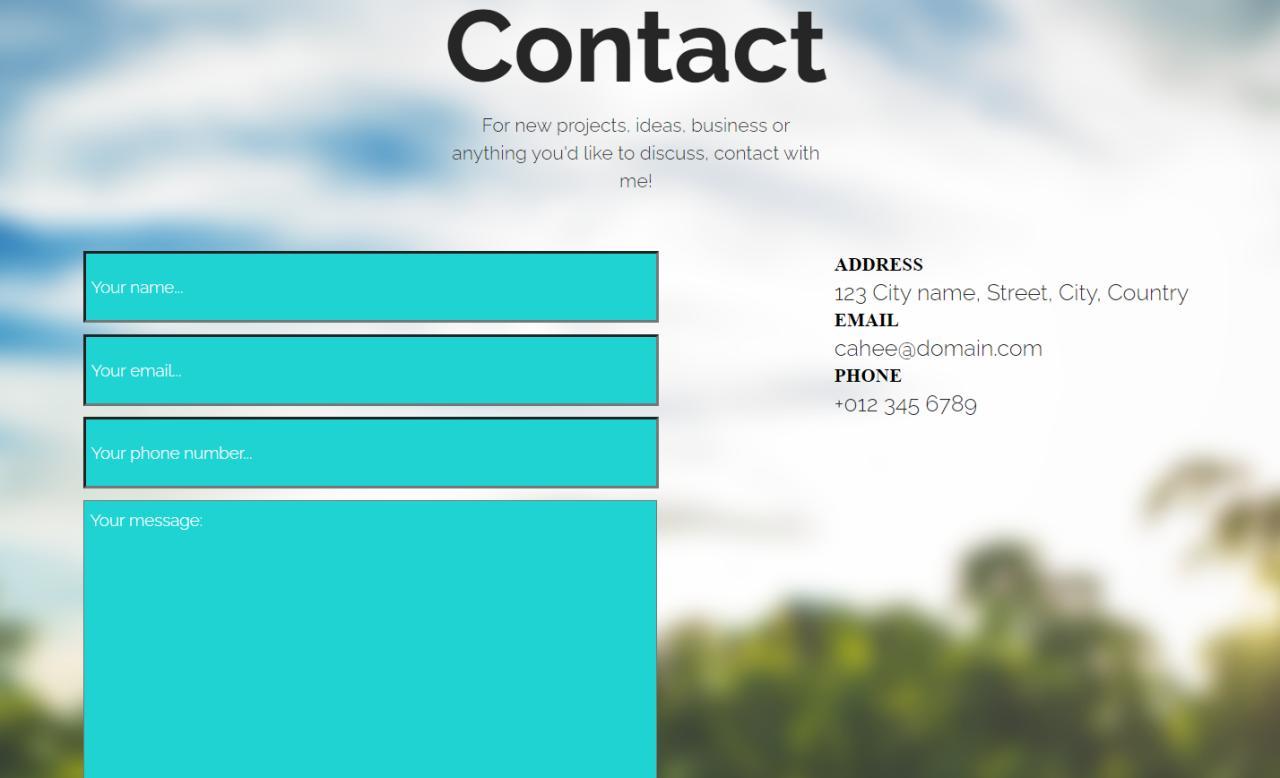 Contact
For new projects, ideas, business or
anything you'd like to discuss, contact with
me!
Your name...
Your email...
Your phone number...
Your message:
ADDRESS
123 City name, Street, City, Country
EMAIL
cahee@domain.com
PHONE
+012 345 6789